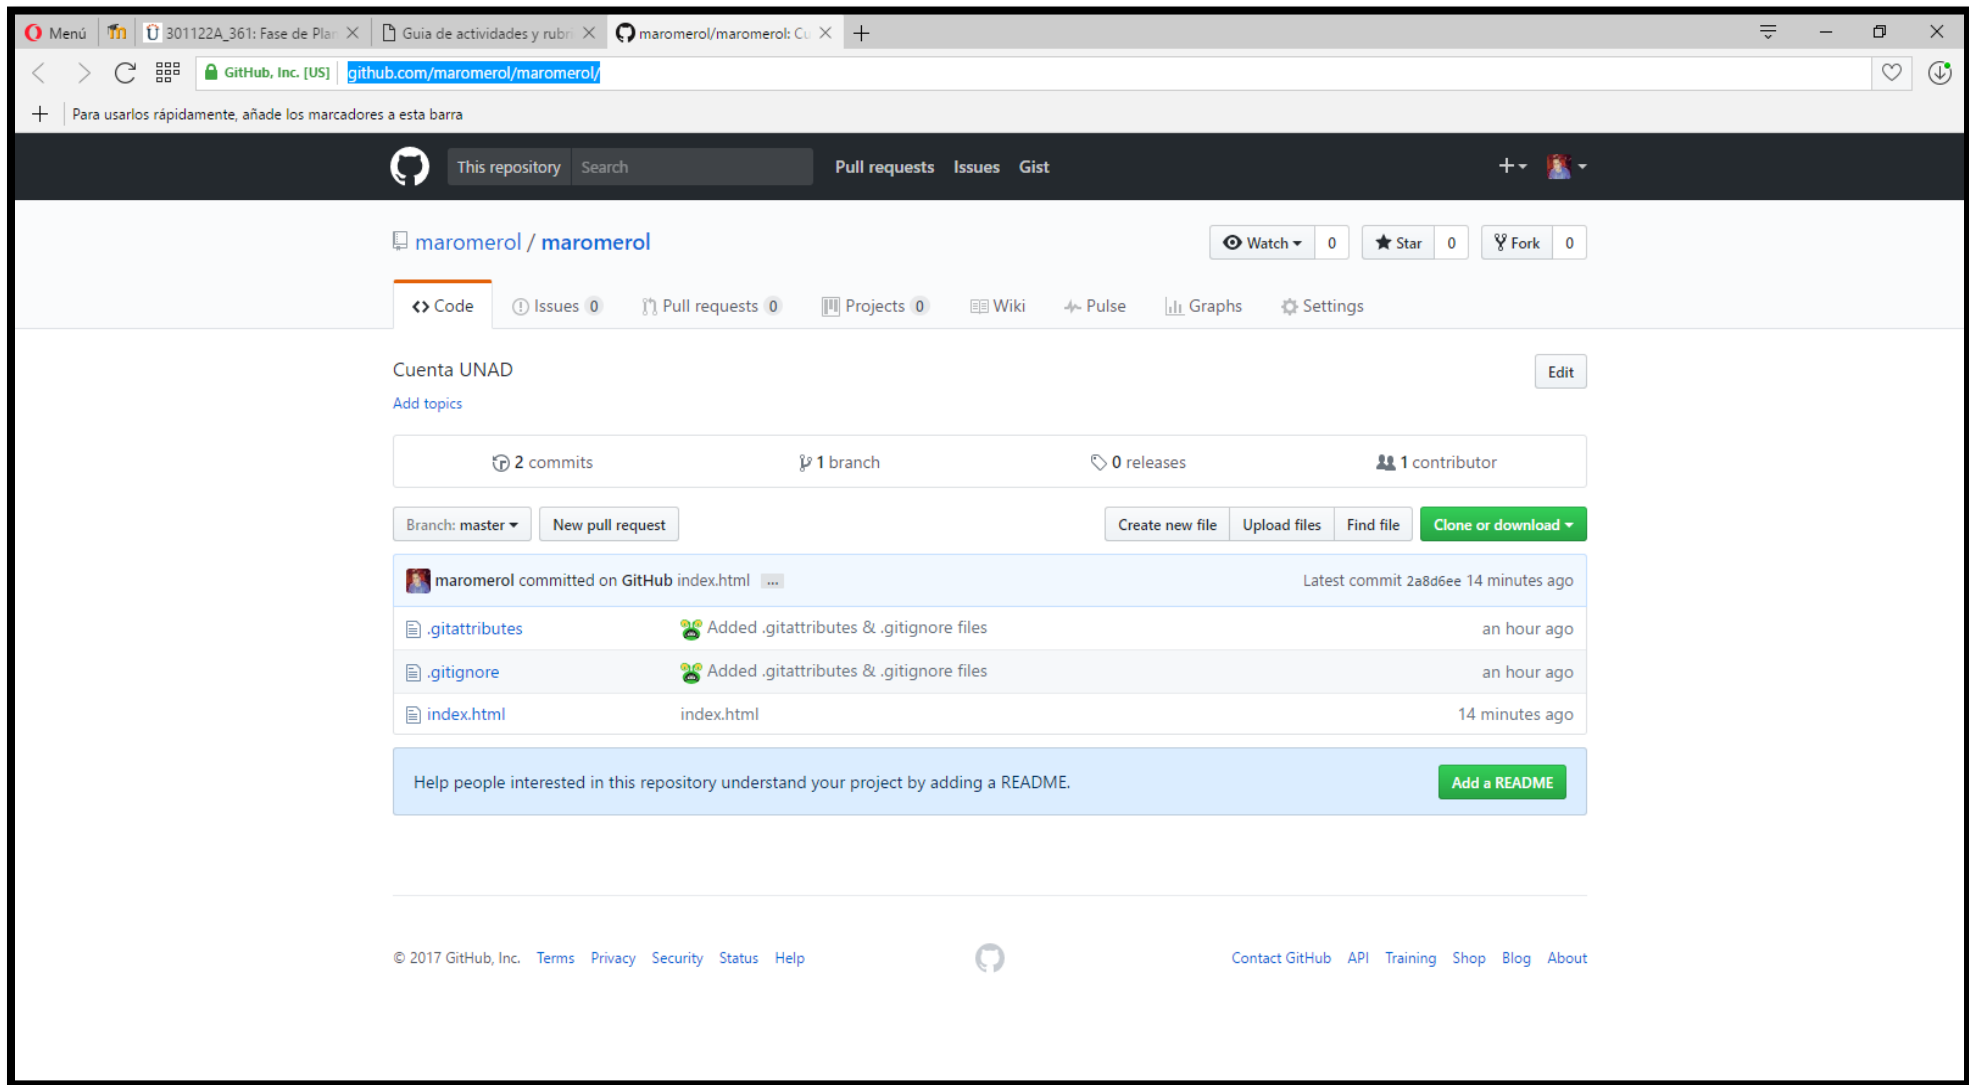 Menú 301122A_361: Fase de Plan Guia de actividades y rubri maromerol/maromerol: Cu
GitHub, Inc. [US] github.com/maromerol/maromerol/
Para usarlos rápidamente, añade los marcadores a esta barra
This repository Search Pull requests Issues Gist
maromerol / maromerol Watch 0 Star 0 Fork 0
Code Issues 0 Pull requests 0 Projects 0 Wiki Pulse Graphs Settings
Cuenta UNAD Edit
Add topics
2 commits 1 branch 0 releases 1 contributor
Branch: master New pull request Create new file Upload files Find file Clone or download
maromerol committed on GitHub index.html ... Latest commit 2a8d6ee 14 minutes ago
.gitattributes Added .gitattributes & .gitignore files an hour ago
.gitignore Added .gitattributes & .gitignore files an hour ago
index.html index.html 14 minutes ago
Help people interested in this repository understand your project by adding a README. Add a README
© 2017 GitHub, Inc. Terms Privacy Security Status Help Contact GitHub API Training Shop Blog About